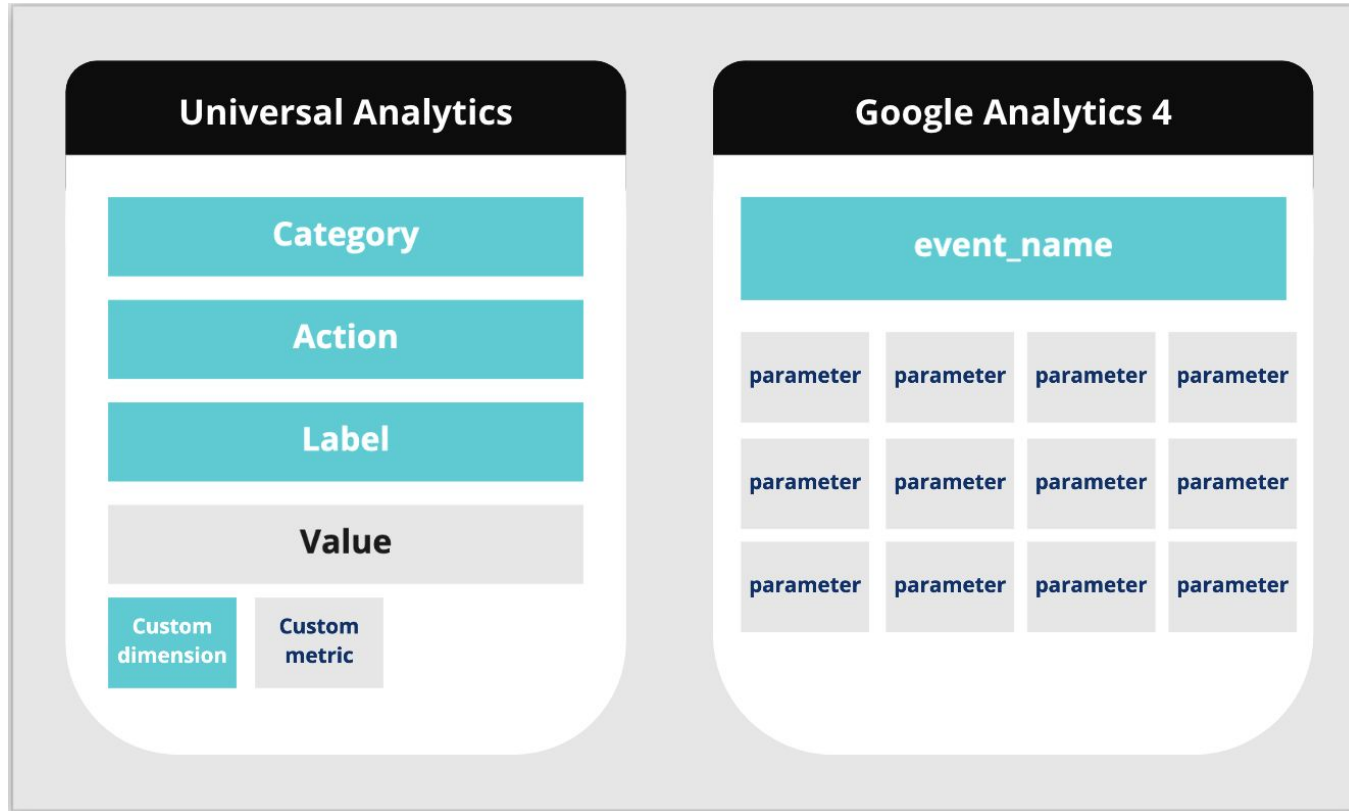 Universal Analytics
Category
Action
Label
Value
Custom
dimension
Custom
metric
Google Analytics 4
event_name
parameter parameter parameter parameter
parameter parameter parameter parameter
parameter parameter parameter parameter